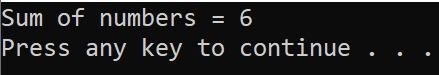 Sum of numbers = 6
Press any key to continue . . .